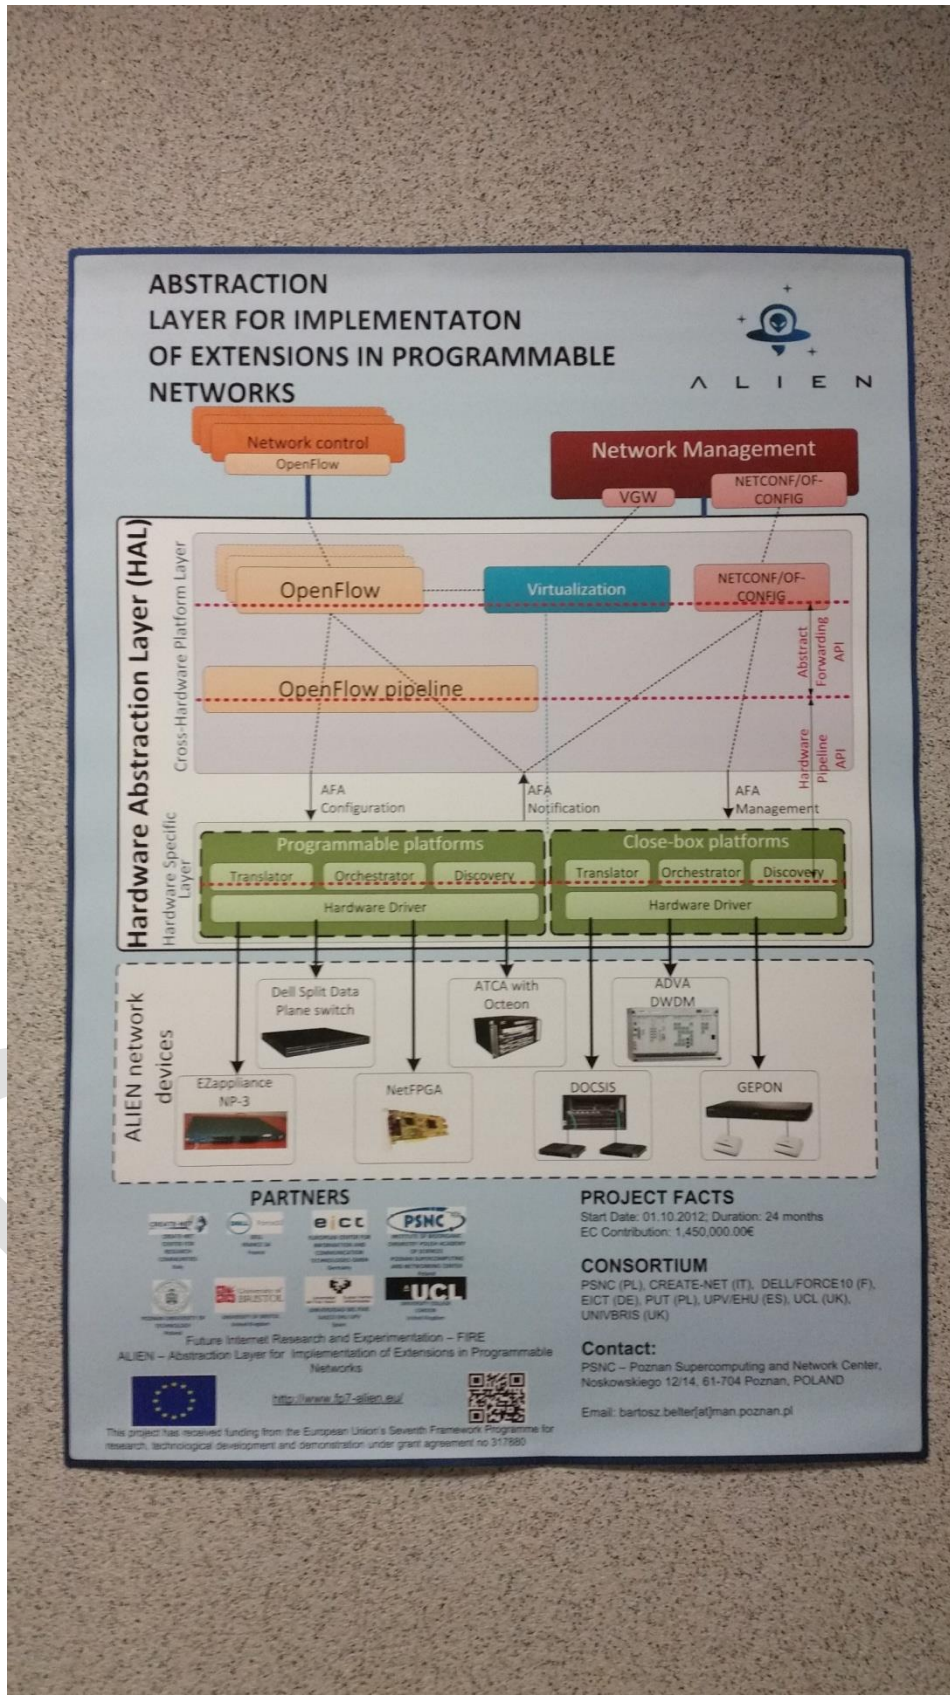 ABSTRACTION
LAYER FOR IMPLEMENTATON
OF EXTENSIONS IN PROGRAMMABLE
NETWORKS
ALIEN
Network control
OpenFlow
Network Management
VGW
NETCONF/OF-
CONFIG
Hardware Abstraction Layer (HAL)
Cross-Hardware Platform Layer
OpenFlow
Virtualization
NETCONF/OF-
CONFIG
Abstract
Forwarding
API
OpenFlow pipeline
Hardware
Pipeline
API
AFA
Configuration
AFA
Notification
AFA
Management
Hardware Specific
Layer
Programmable platforms
Translator
Orchestrator
Discovery
Hardware Driver
Close-box platforms
Translator
Orchestrator
Discovery
Hardware Driver
ALIEN network
devices
Dell Split Data
Plane switch
ATCA with
Octeon
ADVA
DWDM
EZappliance
NP-3
NetFPGA
DOCSIS
GEPON
PARTNERS
CREATE-NET
DELL
eict
PSNC
University of
BRISTOL
UCL
Future Internet Research and Experimentation – FIRE
ALIEN – Abstraction Layer for Implementation of Extensions in Programmable
Networks
http://www.fp7-alien.eu/
This project has received funding from the European Union's Seventh Framework Programme for
research, technological development and demonstration under grant agreement no 317880
PROJECT FACTS
Start Date: 01.10.2012; Duration: 24 months
EC Contribution: 1,450,000.00€
CONSORTIUM
PSNC (PL), CREATE-NET (IT), DELL/FORCE10 (F),
EICT (DE), PUT (PL), UPV/EHU (ES), UCL (UK),
UNIVBRIS (UK)
Contact:
PSNC – Poznan Supercomputing and Network Center,
Noskowskiego 12/14, 61-704 Poznan, POLAND
Email: bartosz.belter[at]man.poznan.pl